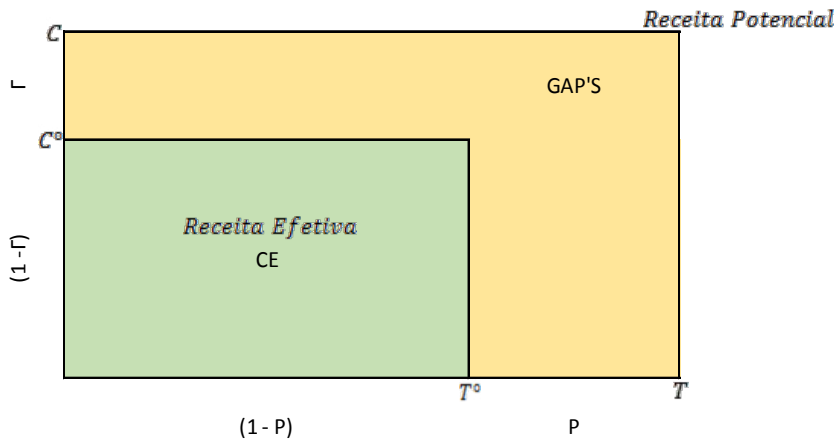 Receita Potencial
C
Γ
GAP'S
C°
Receita Efetiva
CE
(1 - Γ)
T°
T
(1 - P)
P